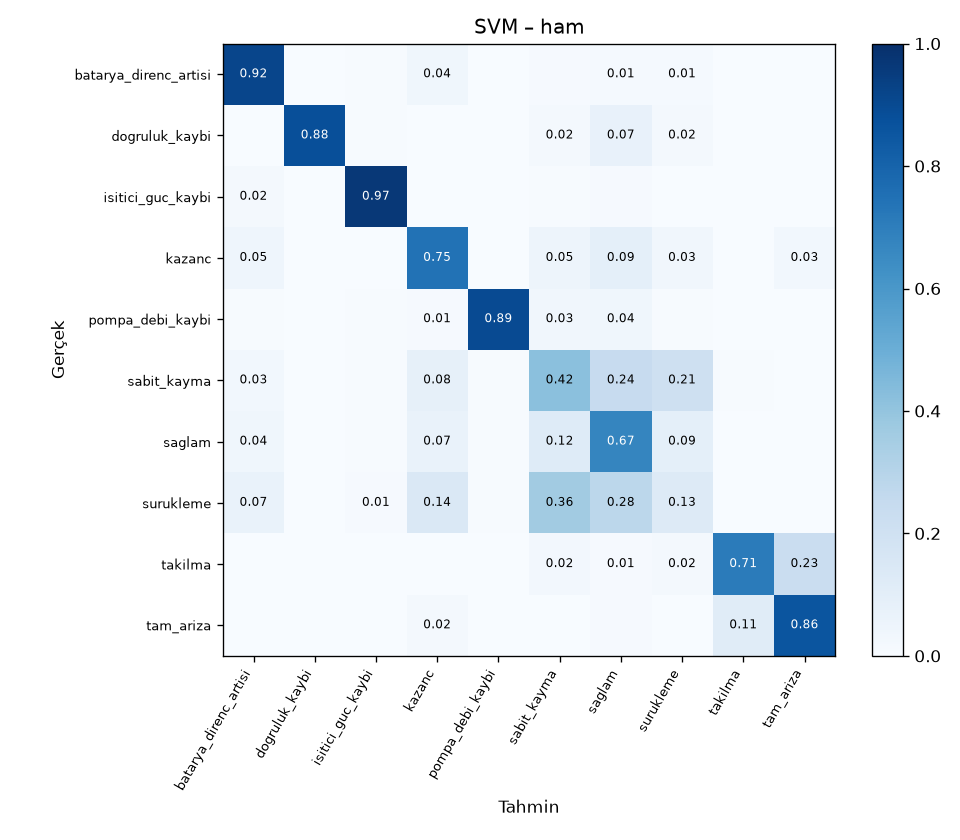 SVM – ham
1.0
batarya_direnc_artisi 0.92 0.04 0.01 0.01
dogruluk_kaybi 0.88 0.02 0.07 0.02
0.8
isitici_guc_kaybi 0.02 0.97
kazanc 0.05 0.75 0.05 0.09 0.03 0.03
0.6
pompa_debi_kaybi 0.01 0.89 0.03 0.04
Gerçek
sabit_kayma 0.03 0.08 0.42 0.24 0.21
0.4
saglam 0.04 0.07 0.12 0.67 0.09
surukleme 0.07 0.01 0.14 0.36 0.28 0.13
0.2
takilma 0.02 0.01 0.02 0.71 0.23
tam_ariza 0.02 0.11 0.86
0.0
batarya_direnc_artisi
dogruluk_kaybi
isitici_guc_kaybi
kazanc
pompa_debi_kaybi
sabit_kayma
saglam
surukleme
takilma
tam_ariza
Tahmin